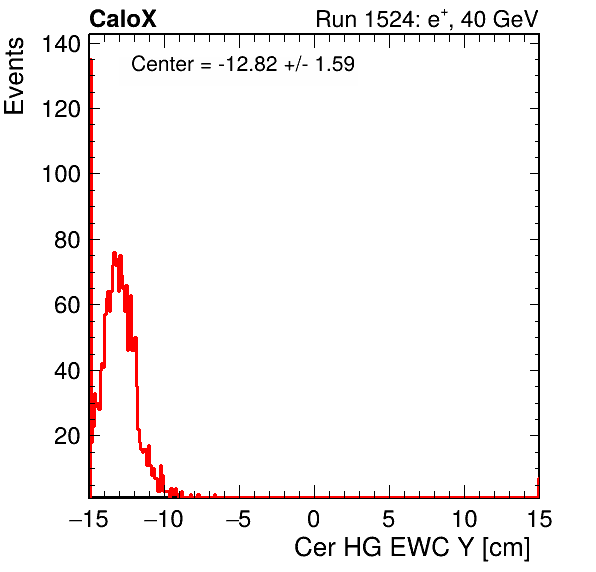 CaloX Run 1524: e⁺, 40 GeV
Center = -12.82 +/- 1.59
Events
140
120
100
80
60
40
20
−15 −10 −5 0 5 10 15
Cer HG EWC Y [cm]